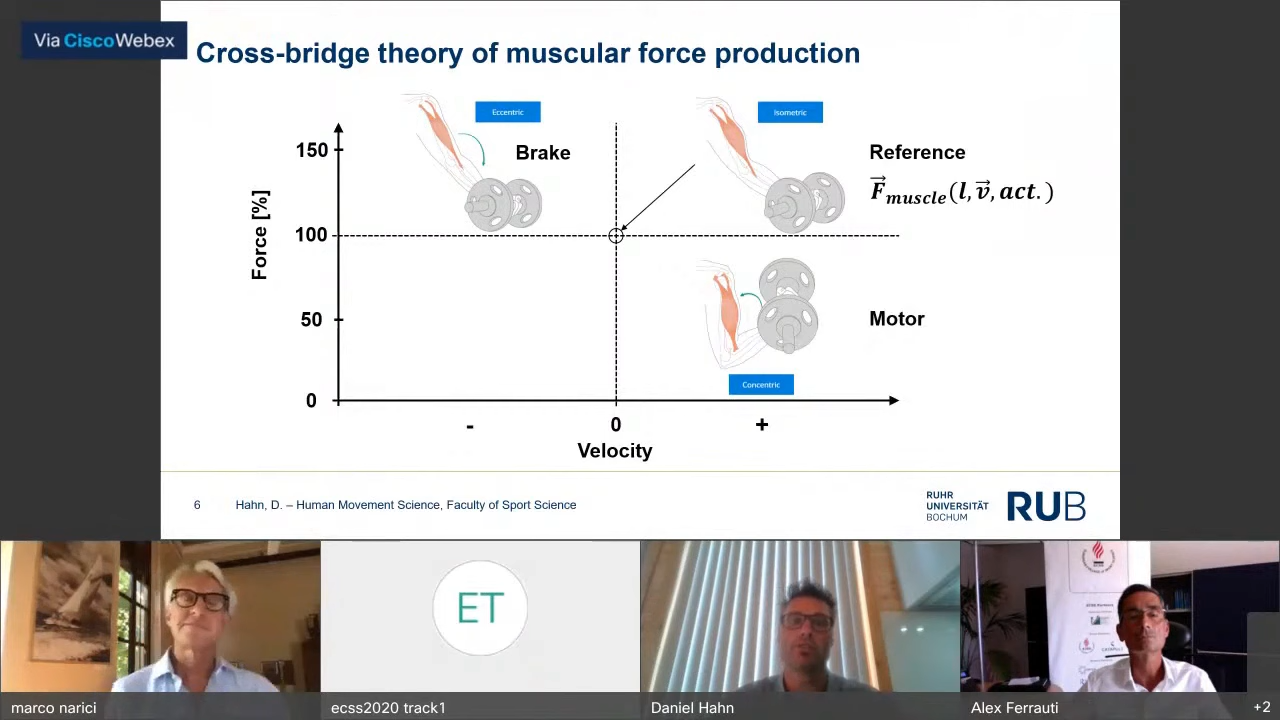 Via Cisco Webex
Cross-bridge theory of muscular force production
Eccentric
Isometric
150
Brake
Reference
F⃗muscle(l, v⃗, act.)
Force [%]
100
50
Motor
Concentric
0
- 0 +
Velocity
6 Hahn, D. – Human Movement Science, Faculty of Sport Science
RUHR
UNIVERSITÄT
BOCHUM
RUB
ET
marco narici
ecss2020 track1
Daniel Hahn
Alex Ferrauti
+2